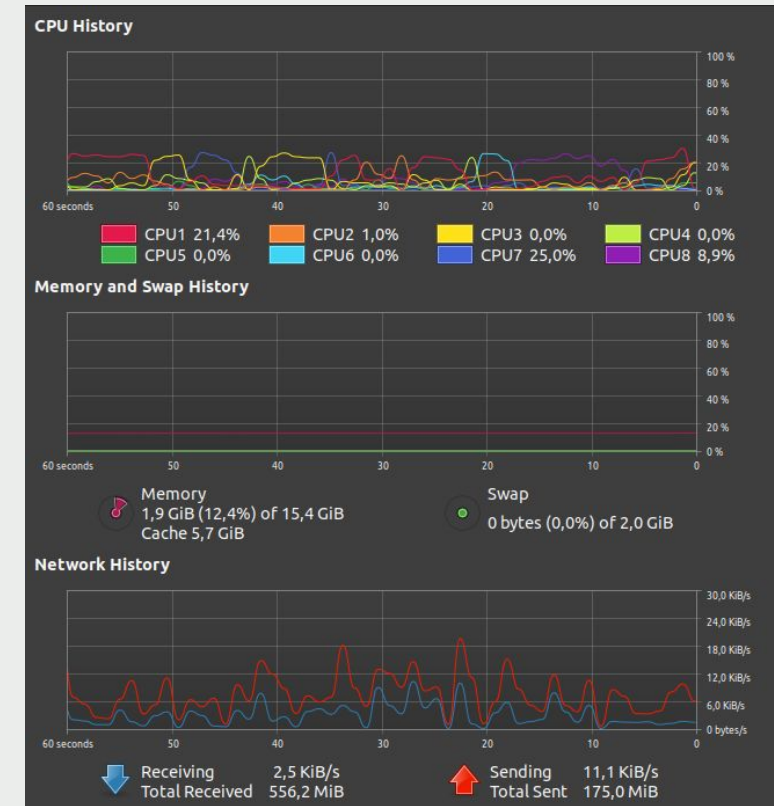 CPU History
100 %
80 %
60 %
40 %
20 %
0 %
60 seconds 50 40 30 20 10 0
CPU1 21,4% CPU2 1,0% CPU3 0,0% CPU4 0,0%
CPU5 0,0% CPU6 0,0% CPU7 25,0% CPU8 8,9%
Memory and Swap History
100 %
80 %
60 %
40 %
20 %
0 %
60 seconds 50 40 30 20 10 0
Memory
1,9 GiB (12,4%) of 15,4 GiB
Cache 5,7 GiB
Swap
0 bytes (0,0%) of 2,0 GiB
Network History
30,0 KiB/s
24,0 KiB/s
18,0 KiB/s
12,0 KiB/s
6,0 KiB/s
0 bytes/s
60 seconds 50 40 30 20 10 0
Receiving 2,5 KiB/s
Total Received 556,2 MiB
Sending 11,1 KiB/s
Total Sent 175,0 MiB